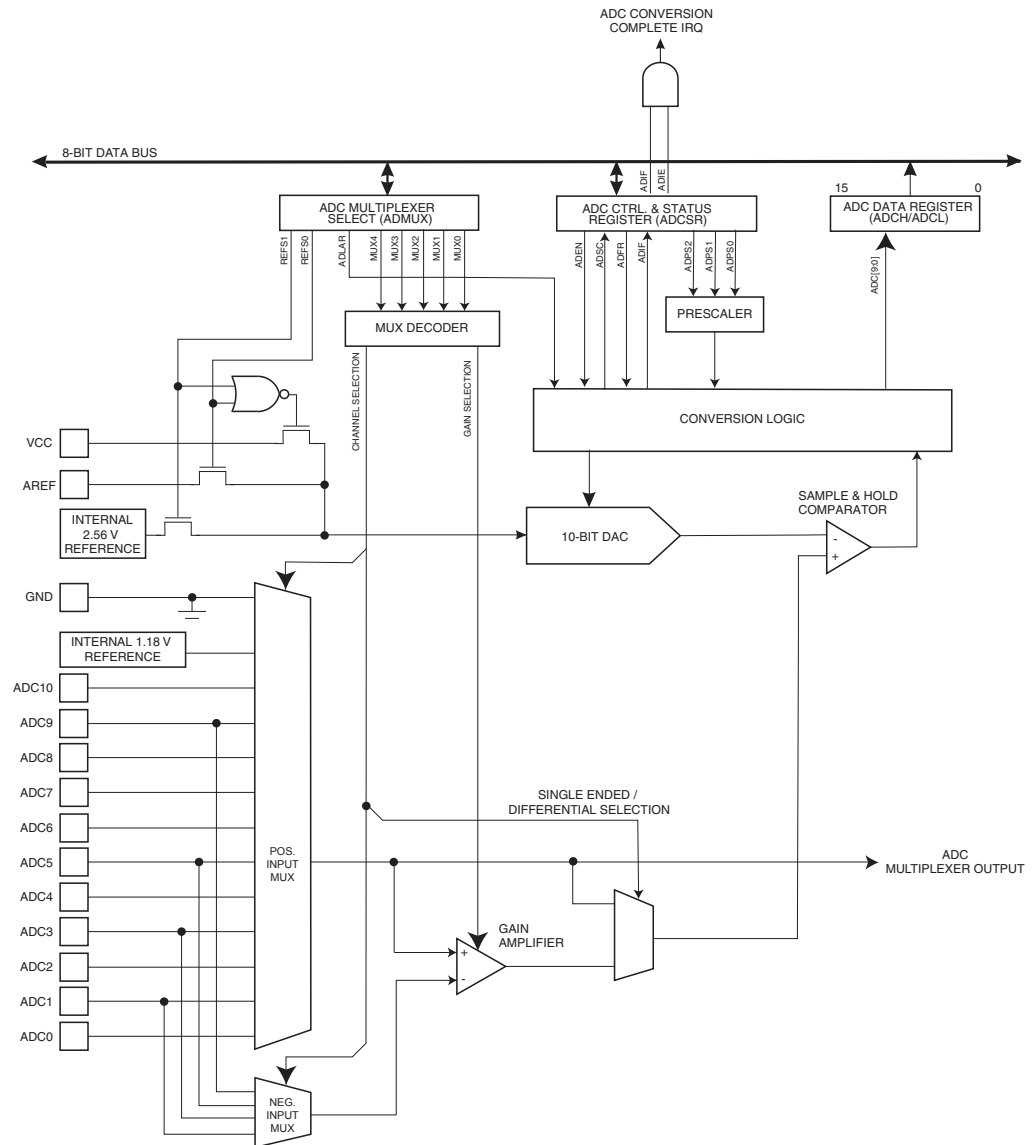 ADC CONVERSION
COMPLETE IRQ
8-BIT DATA BUS
ADIF
ADIE
15
0
ADC MULTIPLEXER
SELECT (ADMUX)
ADC CTRL. & STATUS
REGISTER (ADCSR)
ADC DATA REGISTER
(ADCH/ADCL)
REFS1
REFS0
ADLAR
MUX4
MUX3
MUX2
MUX1
MUX0
ADEN
ADSC
ADFR
ADIF
ADPS2
ADPS1
ADPS0
ADC[9:0]
PRESCALER
MUX DECODER
CHANNEL SELECTION
GAIN SELECTION
CONVERSION LOGIC
VCC
AREF
INTERNAL
2.56 V
REFERENCE
10-BIT DAC
SAMPLE & HOLD
COMPARATOR
-
+
GND
INTERNAL 1.18 V
REFERENCE
ADC10
ADC9
ADC8
ADC7
ADC6
ADC5
ADC4
ADC3
ADC2
ADC1
ADC0
POS.
INPUT
MUX
SINGLE ENDED /
DIFFERENTIAL SELECTION
ADC
MULTIPLEXER OUTPUT
GAIN
AMPLIFIER
+
-
NEG.
INPUT
MUX